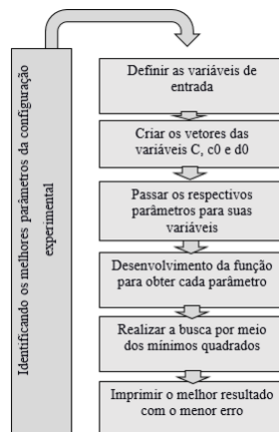 Identificando os melhores parâmetros da configuração
experimental
Definir as variáveis de
entrada
Criar os vetores das
variáveis C, c0 e d0
Passar os respectivos
parâmetros para suas
variáveis
Desenvolvimento da função
para obter cada parâmetro
Realizar a busca por meio
dos mínimos quadrados
Imprimir o melhor resultado
com o menor erro